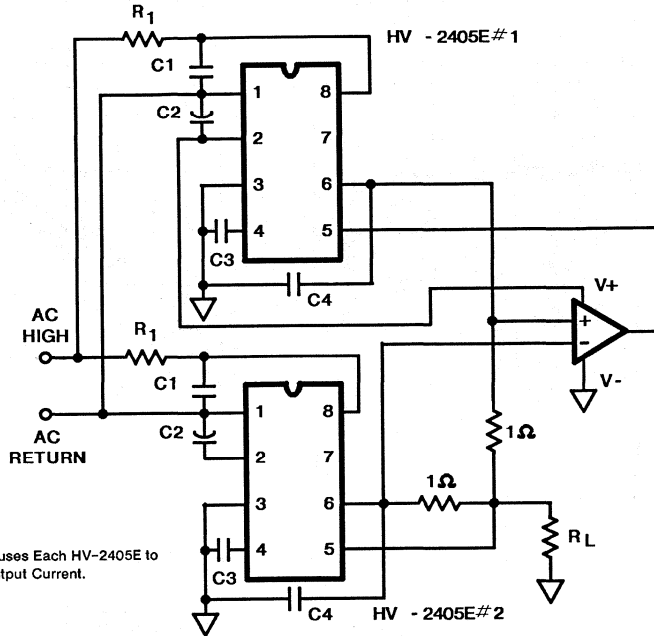 R1
HV - 2405E#1
C1
1
8
C2
2
7
3
6
4
5
C3
C4
V+
AC
HIGH
R1
+
-
V-
C1
1
8
C2
AC
RETURN
2
7
1Ω
1Ω
3
6
4
5
RL
uses Each HV-2405E to
tput Current.
C3
C4
HV - 2405E#2